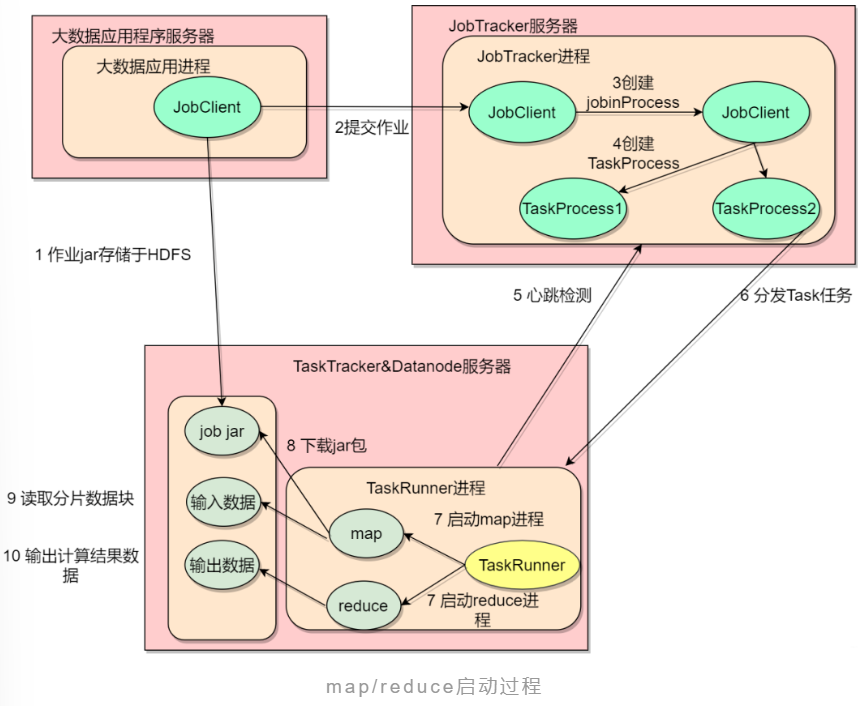 大数据应用程序服务器
大数据应用进程
JobClient
JobTracker服务器
JobTracker进程
JobClient
3创建
jobinProcess
JobClient
2提交作业
4创建
TaskProcess
TaskProcess1
TaskProcess2
1 作业jar存储于HDFS
5 心跳检测
6 分发Task任务
TaskTracker&Datanode服务器
job jar
8 下载jar包
TaskRunner进程
9 读取分片数据块
输入数据
map
7 启动map进程
10 输出计算结果数
据
输出数据
TaskRunner
reduce
7 启动reduce进
程
map/reduce启动过程